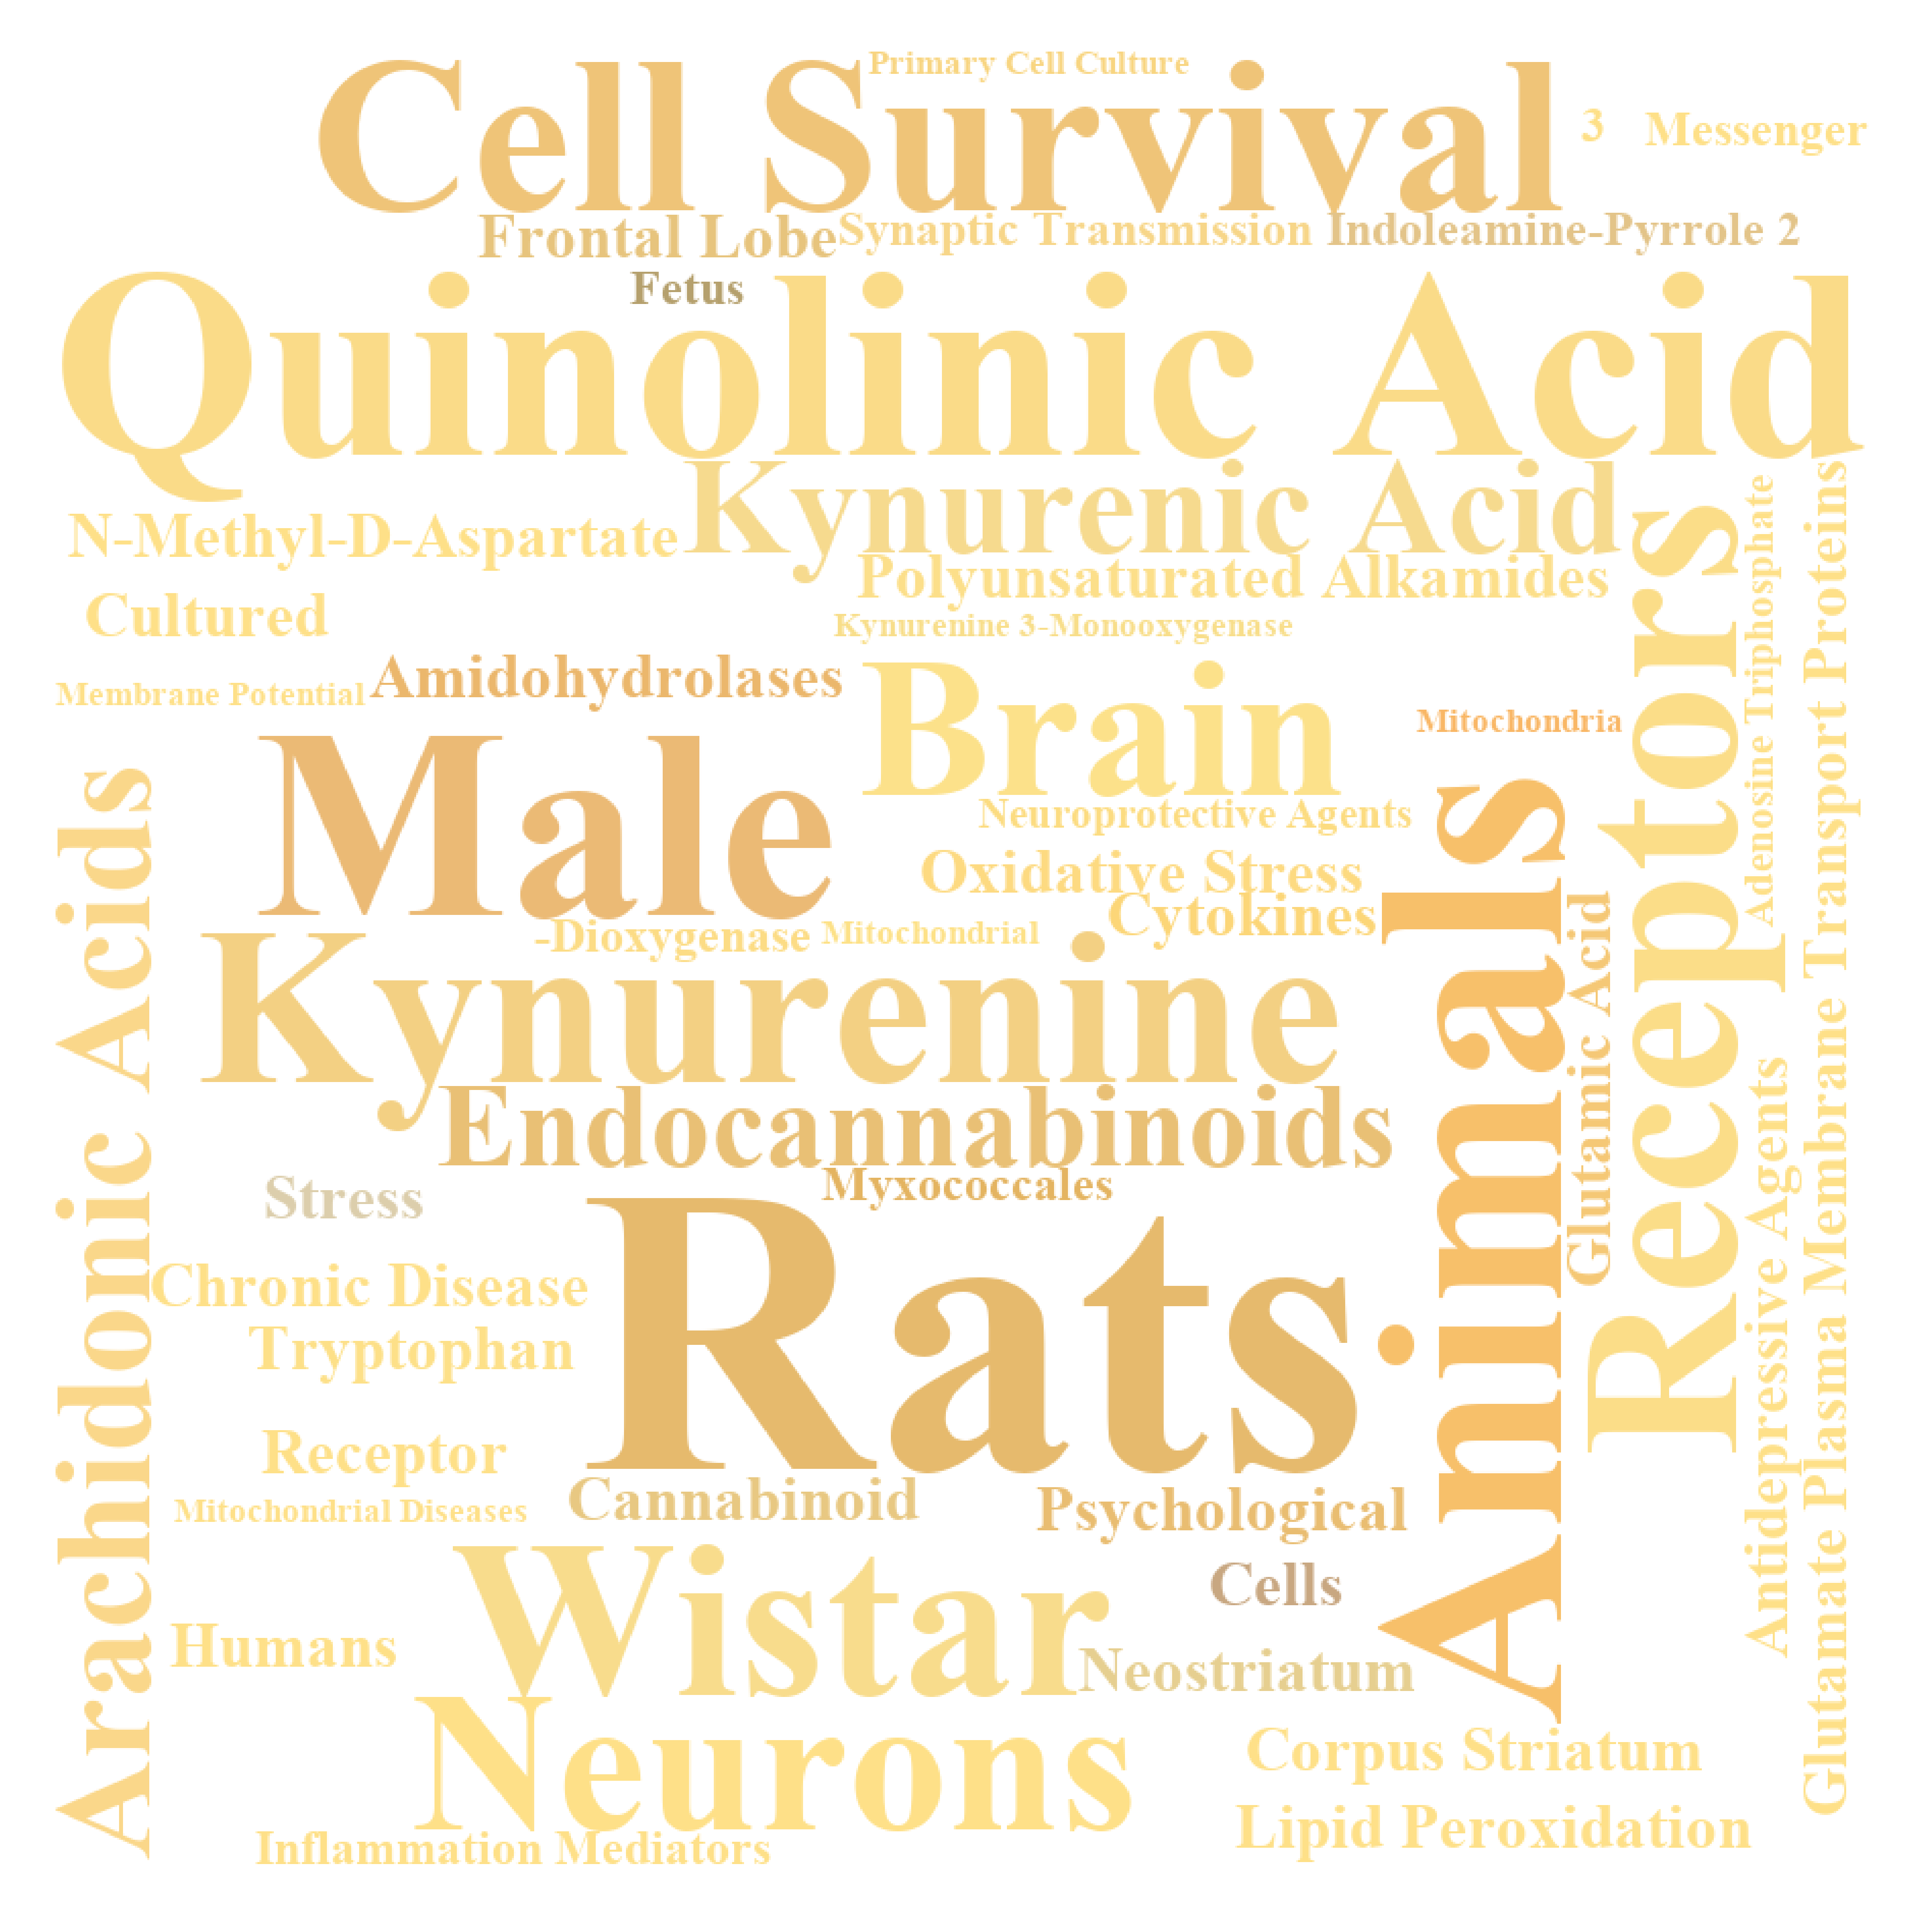 Primary Cell Culture
Cell Survival
3
Messenger
Frontal Lobe
Synaptic Transmission
Indoleamine-Pyrrole 2
Fetus
Quinolinic Acid
Kynurenic Acid
N-Methyl-D-Aspartate
Polyunsaturated Alkamides
Cultured
Kynurenine 3-Monooxygenase
Amidohydrolases
Membrane Potential
Brain
Mitochondria
Male
Neuroprotective Agents
Oxidative Stress
Cytokines
-Dioxygenase
Mitochondrial
Kynurenine
Endocannabinoids
Myxococcales
Stress
Rats
Chronic Disease
Tryptophan
Receptor
Mitochondrial Diseases
Cannabinoid
Psychological
Wistar
Cells
Humans
Neostriatum
Neurons
Corpus Striatum
Lipid Peroxidation
Inflammation Mediators
Arachidonic Acids
Animals
Glutamic Acid
Receptors
Adenosine Triphosphate
Antidepressive Agents
Glutamate Plasma Membrane Transport Proteins